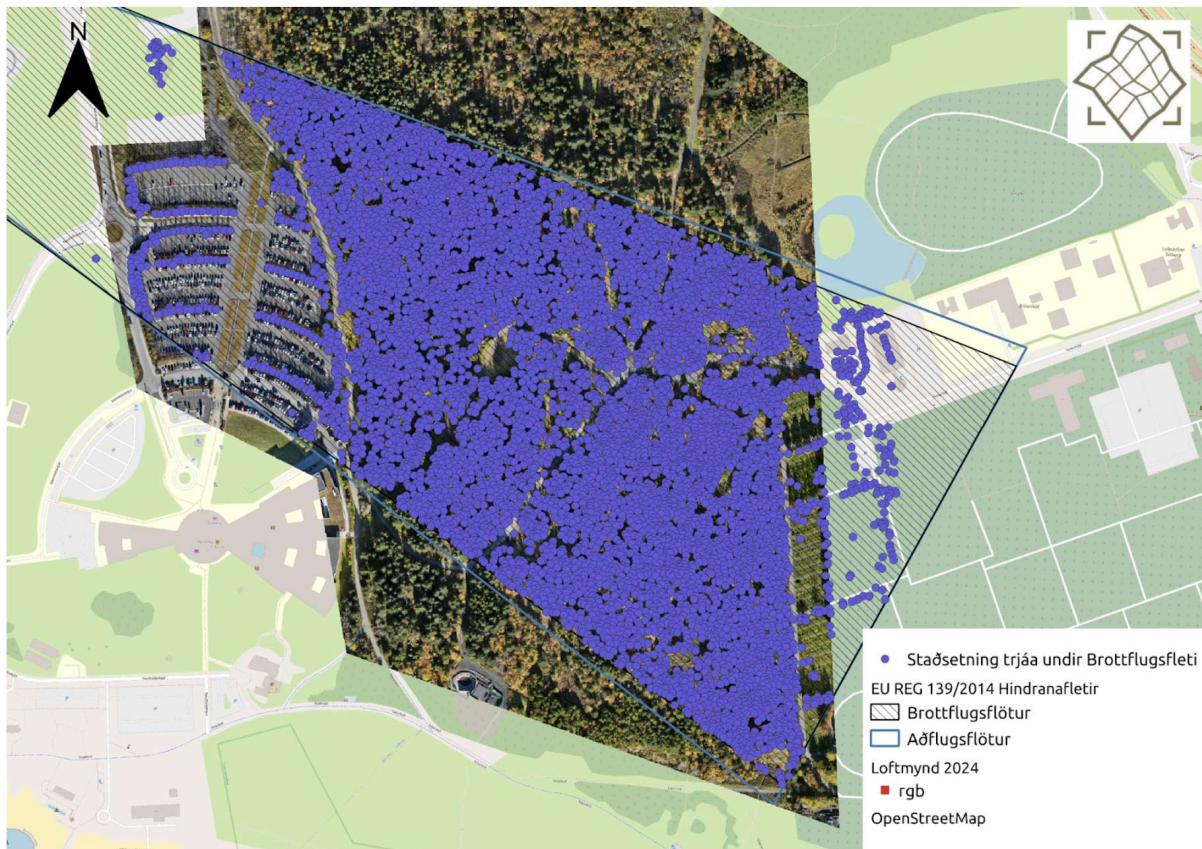 N
Staðsetning trjáa undir Brottflugsfleti
EU REG 139/2014 Hindranafletir
Brottflugsflötur
Aðflugsflötur
Loftmynd 2024
rgb
OpenStreetMap